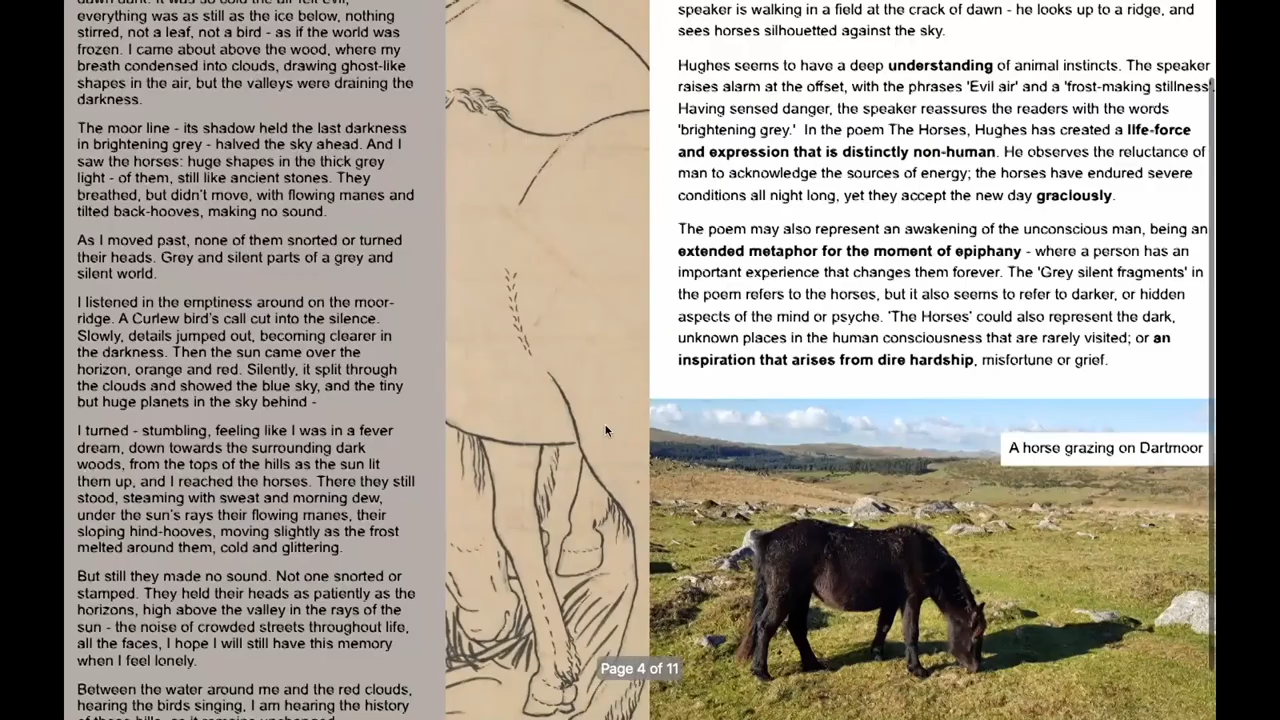 everything was as still as the ice below, nothing
stirred, not a leaf, not a bird - as if the world was
frozen. I came about above the wood, where my
breath condensed into clouds, drawing ghost-like
shapes in the air, but the valleys were draining the
darkness.
The moor line - its shadow held the last darkness
in brightening grey - halved the sky ahead. And I
saw the horses: huge shapes in the thick grey
light - of them, still like ancient stones. They
breathed, but didn't move, with flowing manes and
tilted back-hooves, making no sound.
As I moved past, none of them snorted or turned
their heads. Grey and silent parts of a grey and
silent world.
I listened in the emptiness around on the moor-
ridge. A Curlew bird's call cut into the silence.
Slowly, details jumped out, becoming clearer in
the darkness. Then the sun came over the
horizon, orange and red. Silently, it split through
the clouds and showed the blue sky, and the tiny
but huge planets in the sky behind -
I turned - stumbling, feeling like I was in a fever
dream, down towards the surrounding dark
woods, from the tops of the hills as the sun lit
them up, and I reached the horses. There they still
stood, steaming with sweat and morning dew,
under the sun's rays their flowing manes, their
sloping hind-hooves, moving slightly as the frost
melted around them, cold and glittering.
But still they made no sound. Not one snorted or
stamped. They held their heads as patiently as the
horizons, high above the valley in the rays of the
sun - the noise of crowded streets throughout life,
all the faces, I hope I will still have this memory
when I feel lonely.
Between the water around me and the red clouds,
hearing the birds singing, I am hearing the history
speaker is walking in a field at the crack of dawn - he looks up to a ridge, and
sees horses silhouetted against the sky.
Hughes seems to have a deep understanding of animal instincts. The speaker
raises alarm at the offset, with the phrases 'Evil air' and a 'frost-making stillness'.
Having sensed danger, the speaker reassures the readers with the words
'brightening grey.' In the poem The Horses, Hughes has created a life-force
and expression that is distinctly non-human. He observes the reluctance of
man to acknowledge the sources of energy; the horses have endured severe
conditions all night long, yet they accept the new day graciously.
The poem may also represent an awakening of the unconscious man, being an
extended metaphor for the moment of epiphany - where a person has an
important experience that changes them forever. The 'Grey silent fragments' in
the poem refers to the horses, but it also seems to refer to darker, or hidden
aspects of the mind or psyche. 'The Horses' could also represent the dark,
unknown places in the human consciousness that are rarely visited; or an
inspiration that arises from dire hardship, misfortune or grief.
A horse grazing on Dartmoor
Page 4 of 11